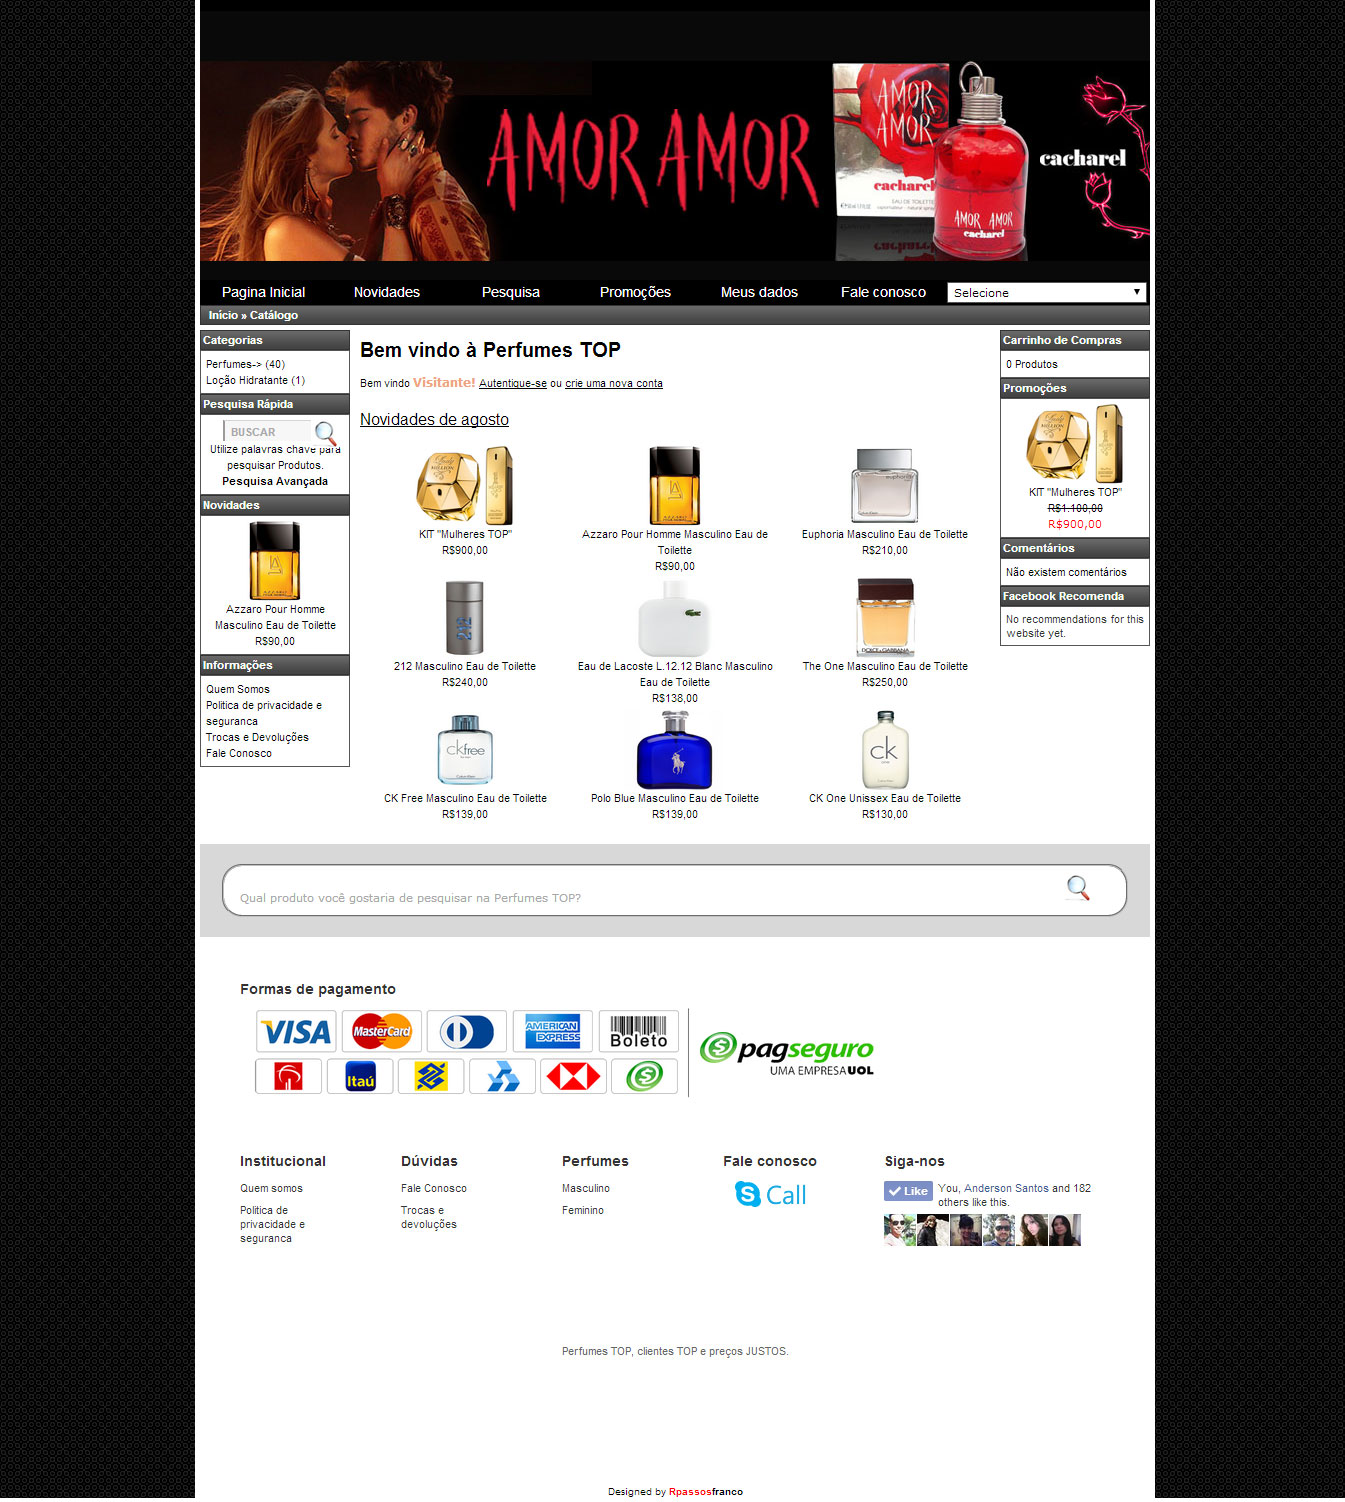 AMOR AMOR
AMOR
AMOR
cacharel
EAU DE TOILETTE
AMOR AMOR
cacharel
cacharel
Pagina Inicial
Novidades
Pesquisa
Promoções
Meus dados
Fale conosco
Selecione
Início » Catálogo
Categorias
Perfumes-> (40)
Loção Hidratante (1)
Pesquisa Rápida
BUSCAR
Utilize palavras chave para
pesquisar Produtos.
Pesquisa Avançada
Novidades
Azzaro Pour Homme
Masculino Eau de Toilette
R$90,00
Informações
Quem Somos
Politica de privacidade e
seguranca
Trocas e Devoluções
Fale Conosco
Bem vindo à Perfumes TOP
Bem vindo Visitante! Autentique-se ou crie uma nova conta
Novidades de agosto
KIT "Mulheres TOP"
R$900,00
Azzaro Pour Homme Masculino Eau de
Toilette
R$90,00
euphoria
Euphoria Masculino Eau de Toilette
R$210,00
212
212 Masculino Eau de Toilette
R$240,00
Eau de Lacoste L.12.12 Blanc Masculino
Eau de Toilette
R$138,00
DOLCE & GABBANA
The One Masculino Eau de Toilette
R$250,00
ckfree
CK Free Masculino Eau de Toilette
R$139,00
Polo Blue Masculino Eau de Toilette
R$139,00
ck
one
CK One Unissex Eau de Toilette
R$130,00
Carrinho de Compras
0 Produtos
Promoções
KIT "Mulheres TOP"
R$1.100,00
R$900,00
Comentários
Não existem comentários
Facebook Recomenda
No recommendations for this
website yet.
Qual produto você gostaria de pesquisar na Perfumes TOP?
Formas de pagamento
VISA
MasterCard
AMERICAN
EXPRESS
Boleto
Itaú
pagseguro
UMA EMPRESA UOL
Institucional
Quem somos
Politica de
privacidade e
seguranca
Dúvidas
Fale Conosco
Trocas e
devoluções
Perfumes
Masculino
Feminino
Fale conosco
Call
Siga-nos
Like
You, Anderson Santos and 182
others like this.
Perfumes TOP, clientes TOP e preços JUSTOS.
Designed by Rpassosfranco